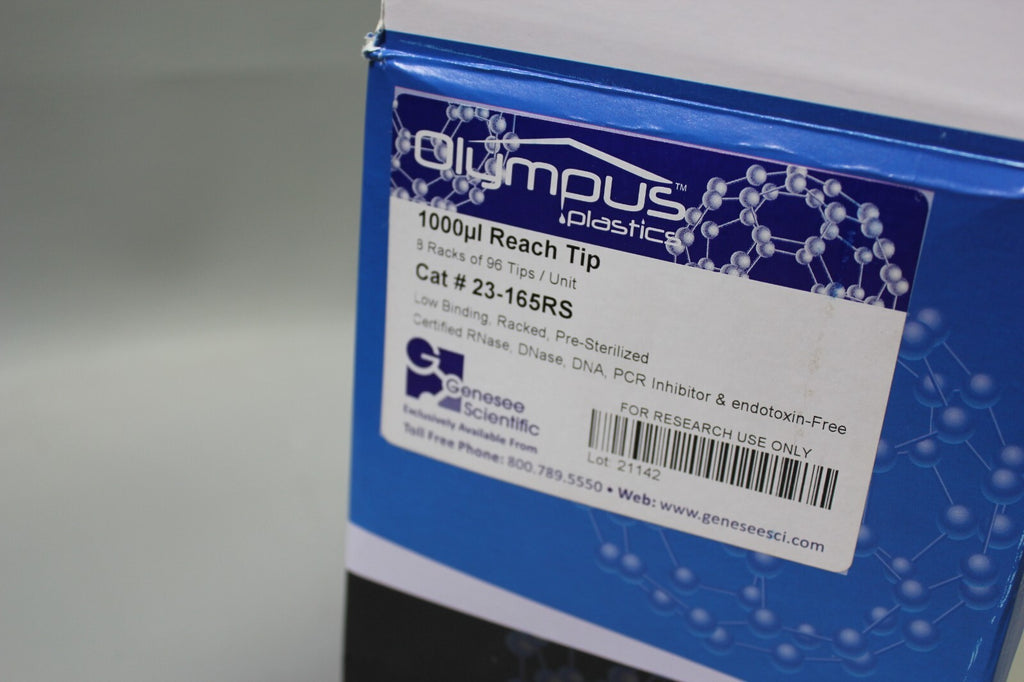 Olympus™
plastics
1000µl Reach Tip
8 Racks of 96 Tips / Unit
Cat # 23-165RS
Low Binding, Racked, Pre-Sterilized
Certified RNase, DNase, DNA, PCR Inhibitor & endotoxin-Free
Genesee
Scientific
Exclusively Available From
FOR RESEARCH USE ONLY
Lot: 21142
Toll Free Phone: 800.789.5550 • Web: www.geneseesci.com